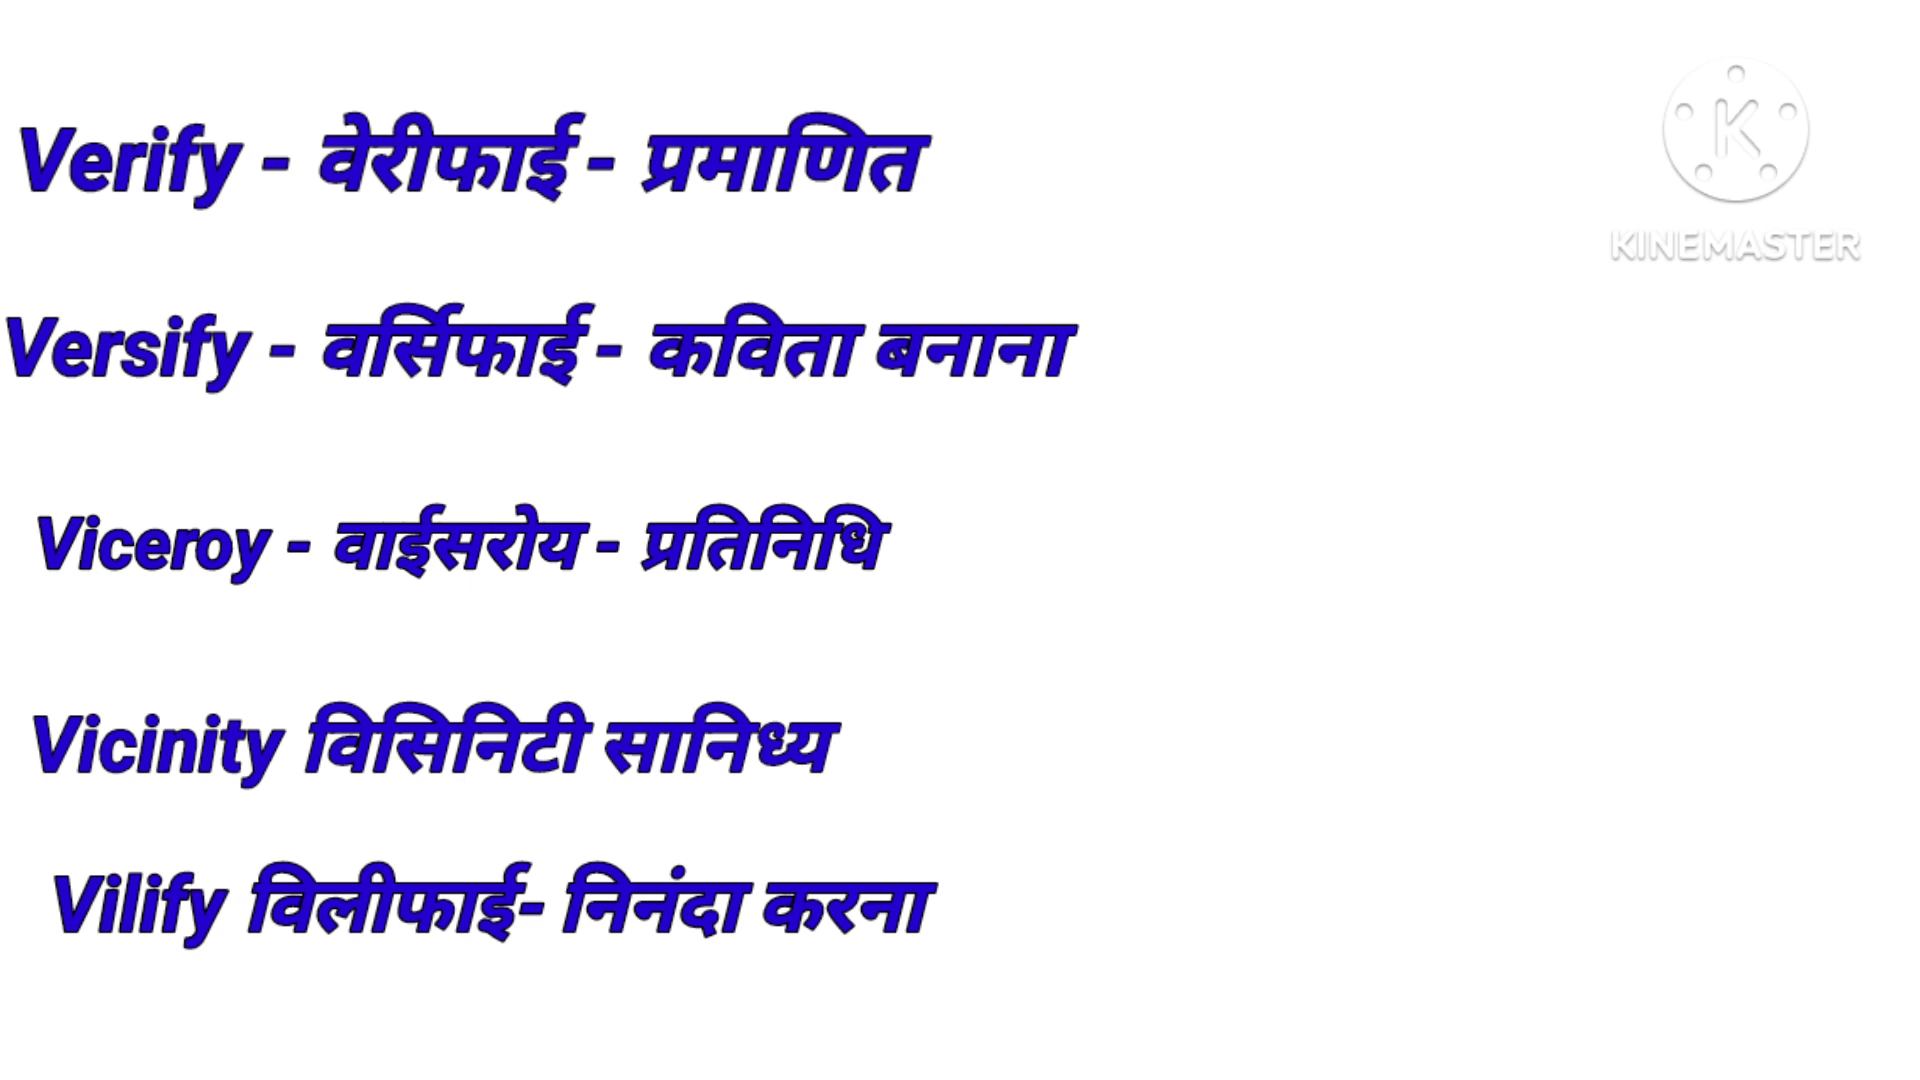 Verify - वेरीफाई - प्रमाणित
K
KINEMASTER
Versify - वर्सिफाई - कविता बनाना
Viceroy - वाईसरोय - प्रतिनिधि
Vicinity विसिनिटी सानिध्य
Vilify विलीफाई- निनंदा करना